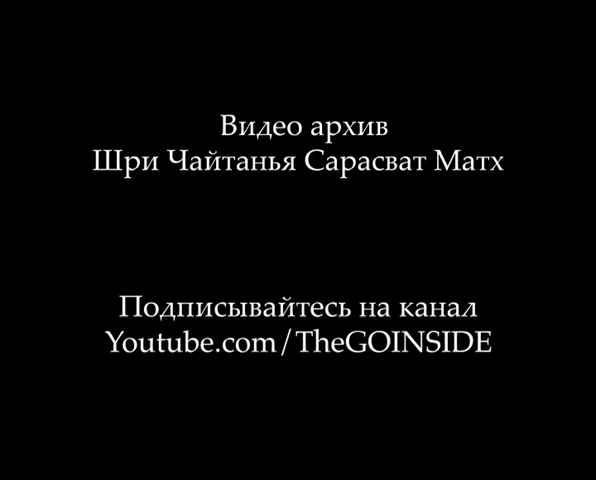 Видео архив
Шри Чайтанья Сарасват Матх
Подписывайтесь на канал
Youtube.com/TheGOINSIDE